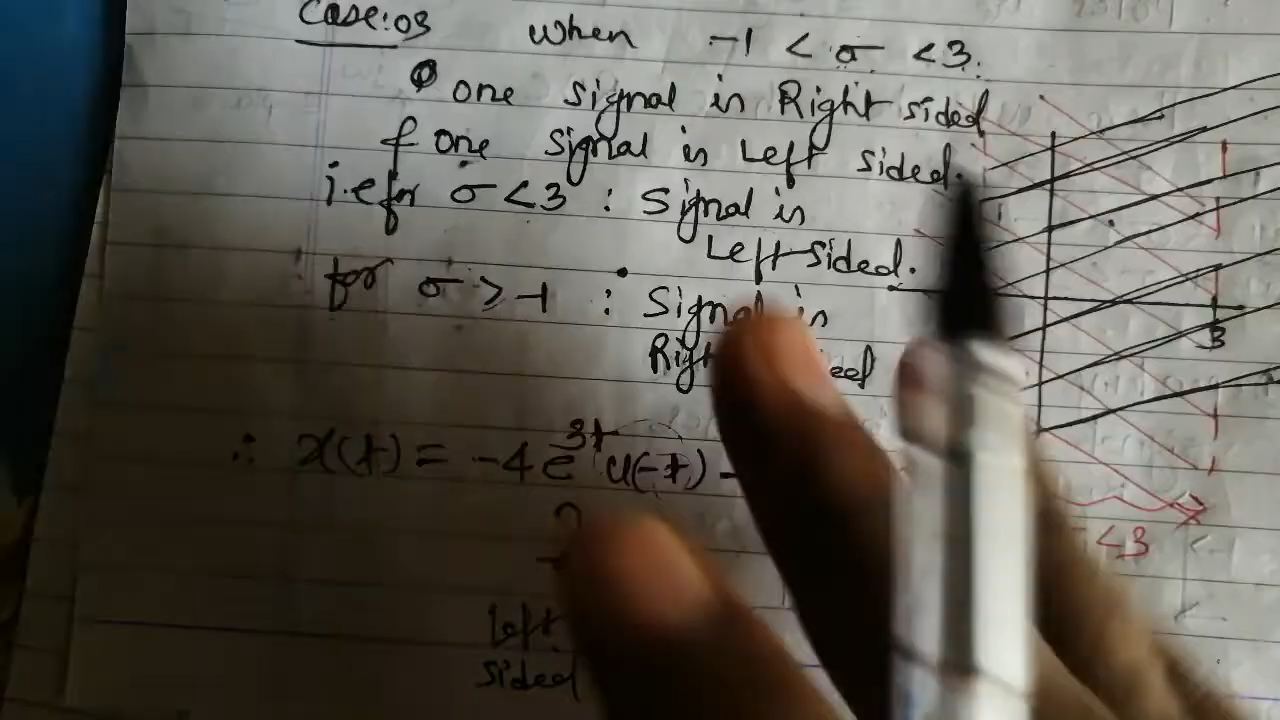 Case:03 when -1 < σ < 3.
one signal is Right sided
& one signal is Left sided.
i.e for σ < 3 : Signal is
Left sided.
for σ > -1 : Signal is
3
∴ x(t) = -4 e^{3t} u(-t) -
<3
left
sided